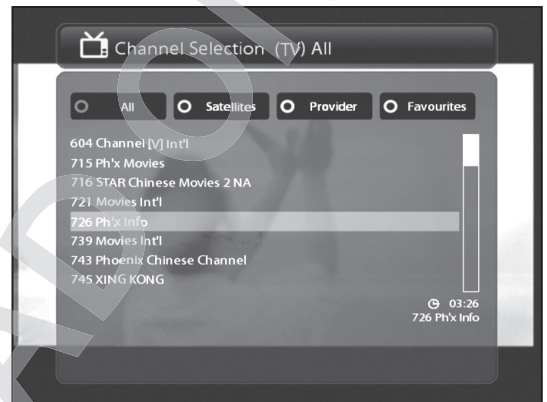 Channel Selection (TV) All
All Satellites Provider Favourites
604 Channel [V] Int'l
715 Ph'x Movies
716 STAR Chinese Movies 2 NA
721 Movies Int'l
726 Ph'x Info
739 Movies Int'l
743 Phoenix Chinese Channel
745 XING KONG
03:26
726 Ph'x Info